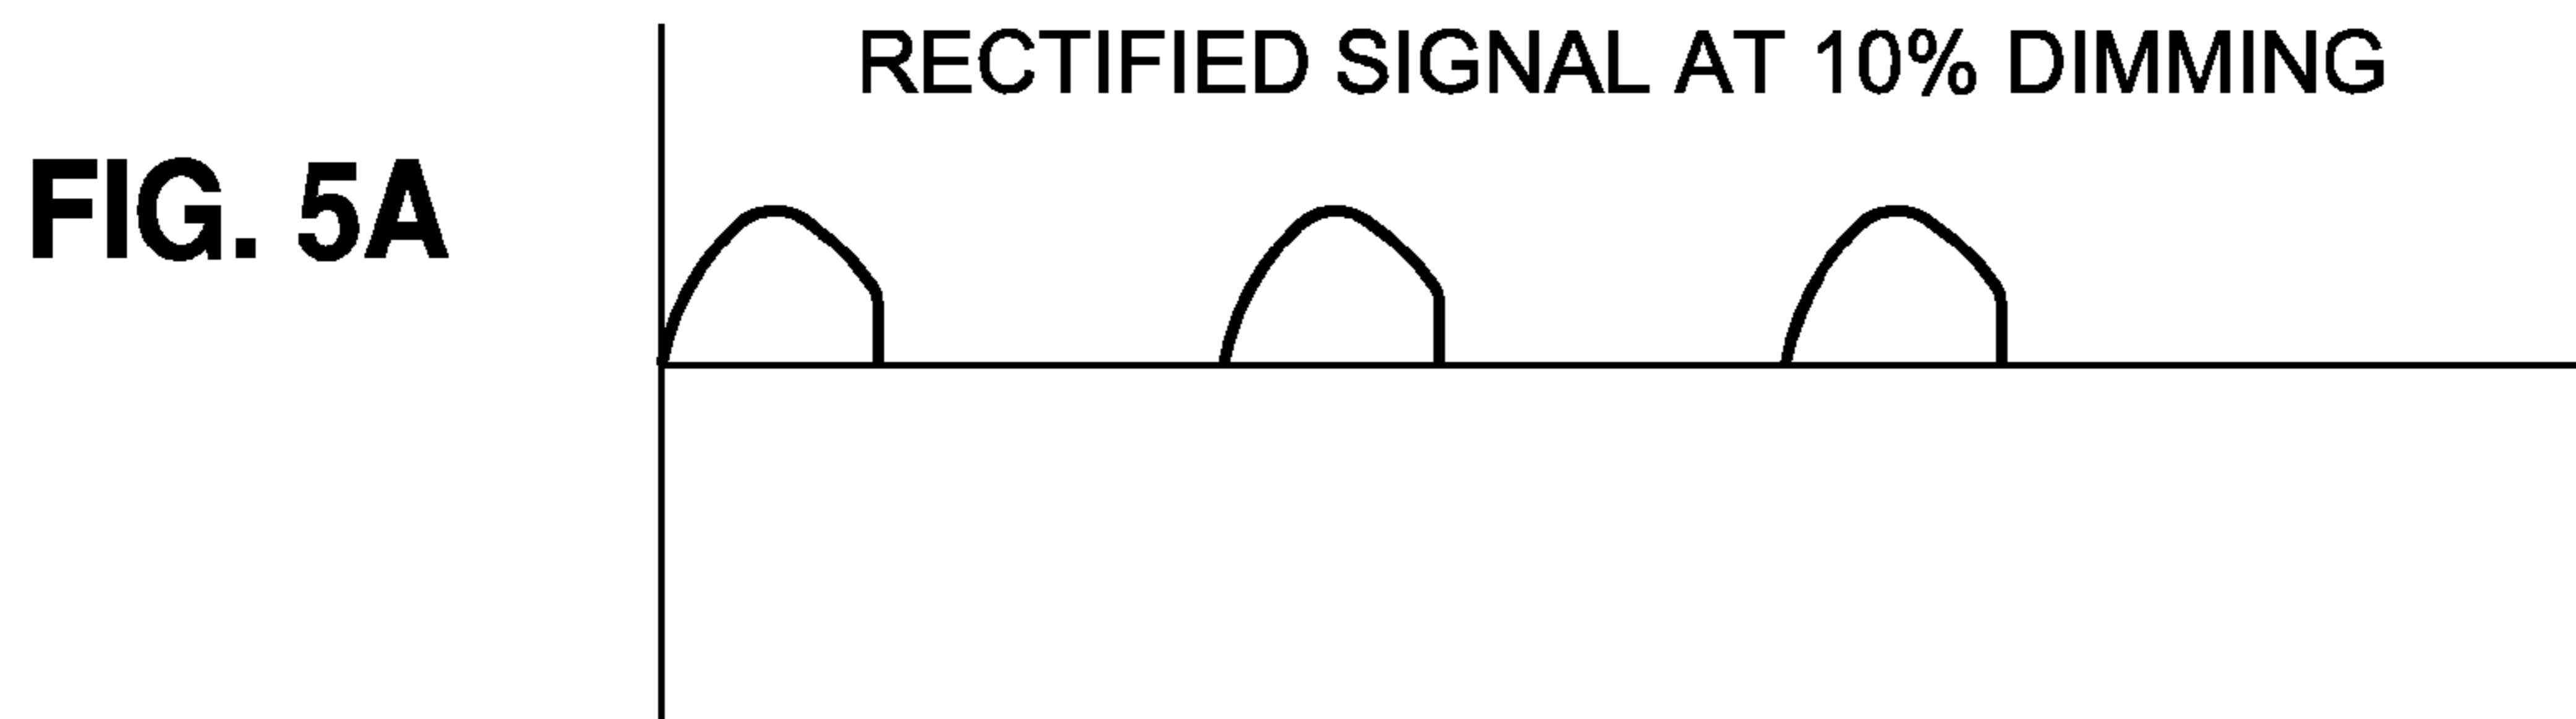 RECTIFIED SIGNAL AT 10% DIMMING
FIG. 5A